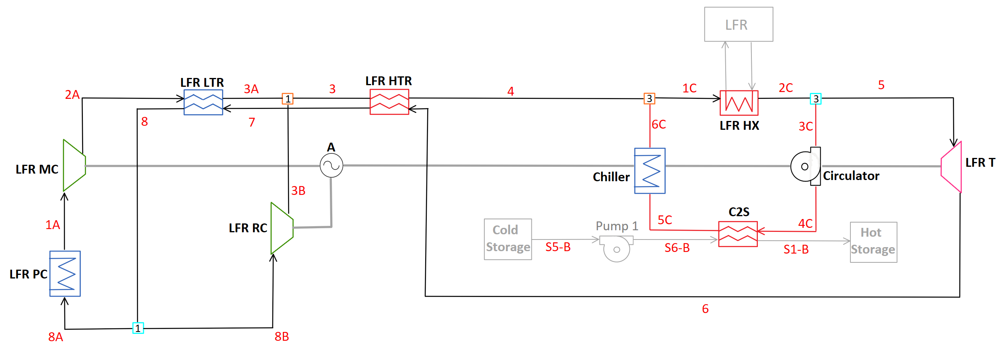 LFR
LFR LTR
3A
3
LFR HTR
4
1C
2C
5
2A
1
3
3
8
7
6C
LFR HX
3C
A
LFR MC
LFR T
Chiller
Circulator
3B
1A
LFR RC
5C
C2S
4C
Cold
Storage
Pump 1
S5-B
S6-B
S1-B
Hot
Storage
LFR PC
6
1
8A
8B